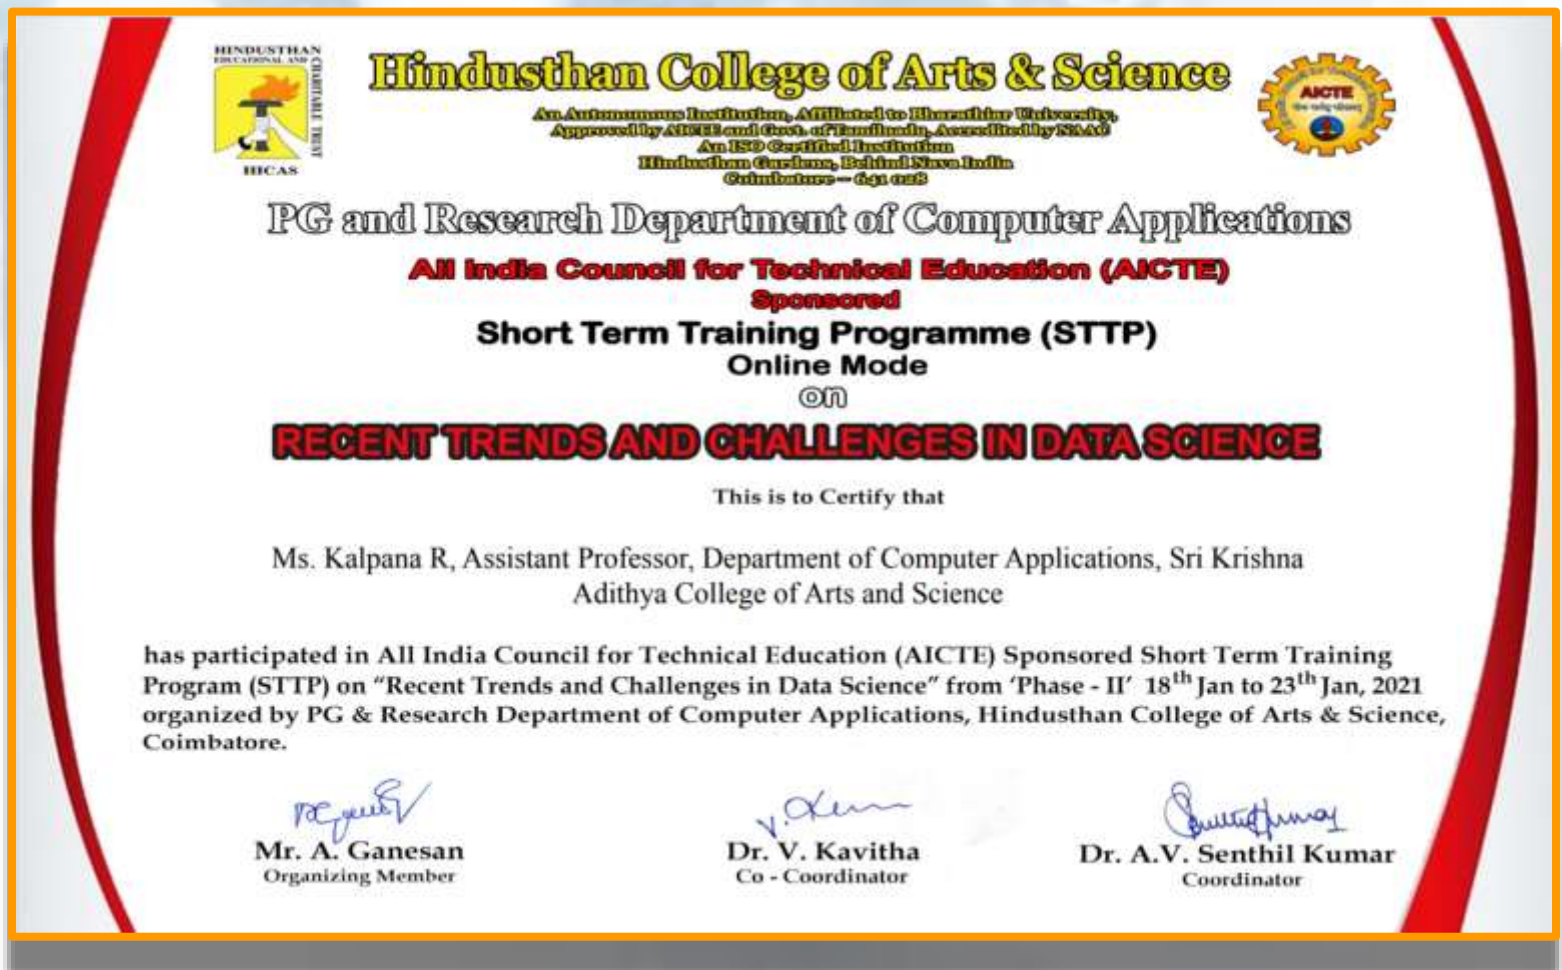 HINDUSTHAN
EDUCATIONAL AND
CHARITABLE TRUST
HICAS
Hindusthan College of Arts & Science
An Autonomous Institution, Affiliated to Bharathiar University,
Approved by AICTE and Govt. of Tamilnadu, Accredited by NAAC
An ISO Certified Institution
Hindusthan Gardens, Behind Nava India
Coimbatore – 641 028
AICTE
PG and Research Department of Computer Applications
All India Council for Technical Education (AICTE)
Sponsored
Short Term Training Programme (STTP)
Online Mode
on
RECENT TRENDS AND CHALLENGES IN DATA SCIENCE
This is to Certify that
Ms. Kalpana R, Assistant Professor, Department of Computer Applications, Sri Krishna
Adithya College of Arts and Science
has participated in All India Council for Technical Education (AICTE) Sponsored Short Term Training
Program (STTP) on “Recent Trends and Challenges in Data Science” from ‘Phase - II’ 18th Jan to 23th Jan, 2021
organized by PG & Research Department of Computer Applications, Hindusthan College of Arts & Science,
Coimbatore.
Mr. A. Ganesan
Organizing Member
Dr. V. Kavitha
Co - Coordinator
Dr. A.V. Senthil Kumar
Coordinator